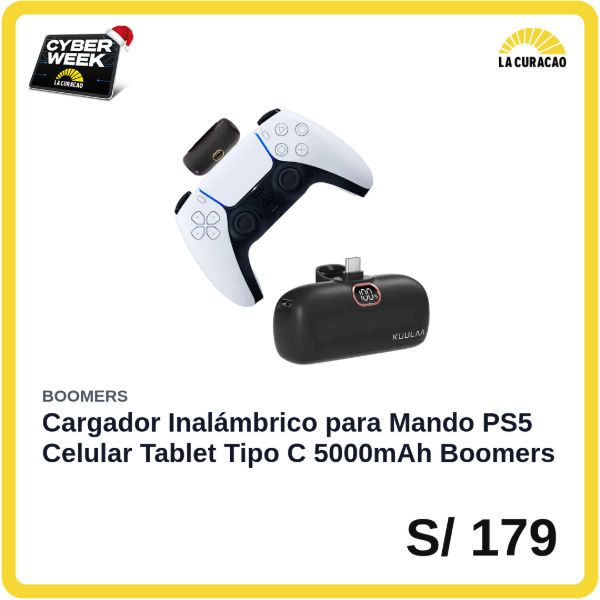 CYBER
WEEK
LA CURACAO
LA CURACAO
100%
KUULAA
BOOMERS
Cargador Inalámbrico para Mando PS5
Celular Tablet Tipo C 5000mAh Boomers
S/ 179